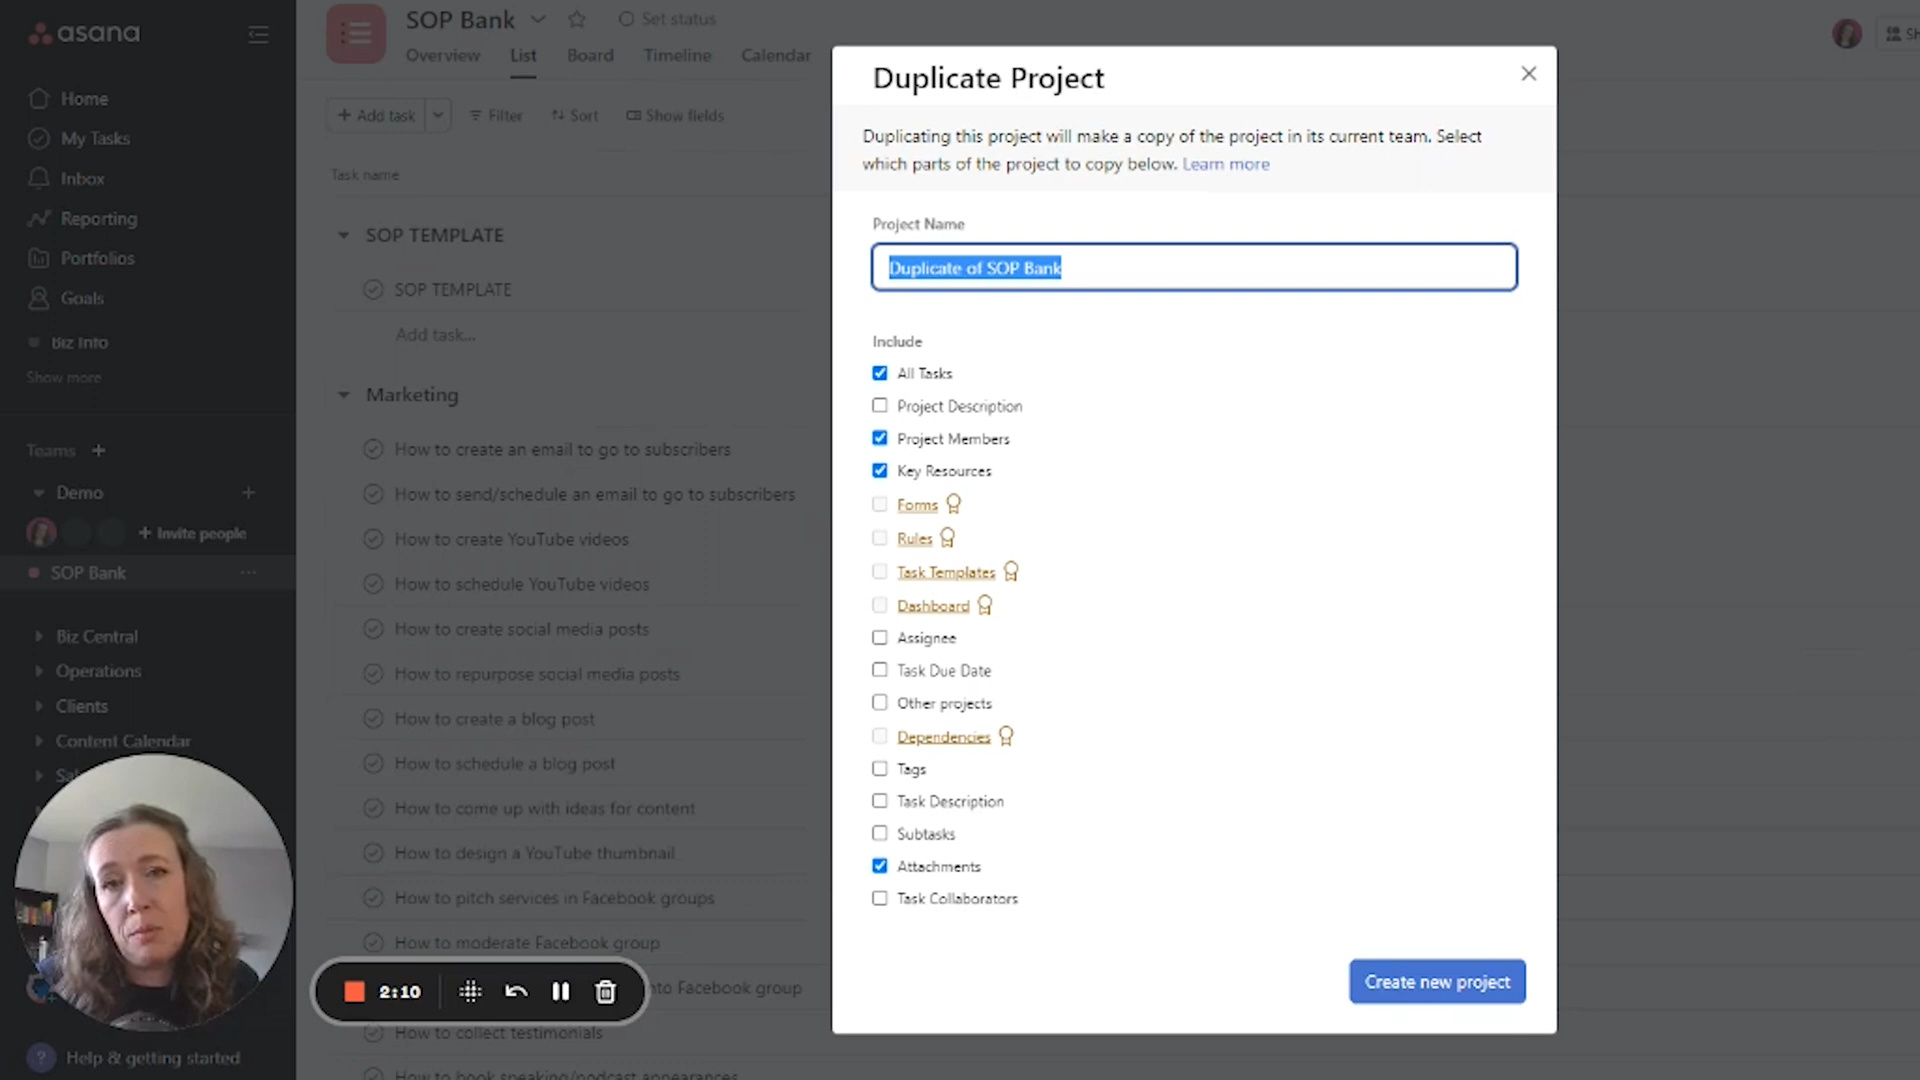 asana
Home
My Tasks
Inbox
Reporting
Portfolios
Goals
Biz Info
Show more
Teams +
Demo
+ Invite people
SOP Bank
Biz Central
Operations
Clients
Content Calendar
? Help & getting started
SOP Bank
Set status
Overview List Board Timeline Calendar
+ Add task
Filter
Sort
Show fields
Task name
SOP TEMPLATE
SOP TEMPLATE
Add task...
Marketing
How to create an email to go to subscribers
How to send/schedule an email to go to subscribers
How to create YouTube videos
How to schedule YouTube videos
How to create social media posts
How to repurpose social media posts
How to create a blog post
How to schedule a blog post
How to come up with ideas for content
How to design a YouTube thumbnail
How to pitch services in Facebook groups
How to moderate Facebook group
into Facebook group
How to collect testimonials
How to book speaking/podcast appearances
2:10
Duplicate Project
Duplicating this project will make a copy of the project in its current team. Select
which parts of the project to copy below. Learn more
Project Name
Duplicate of SOP Bank
Include
All Tasks
Project Description
Project Members
Key Resources
Forms
Rules
Task Templates
Dashboard
Assignee
Task Due Date
Other projects
Dependencies
Tags
Task Description
Subtasks
Attachments
Task Collaborators
Create new project